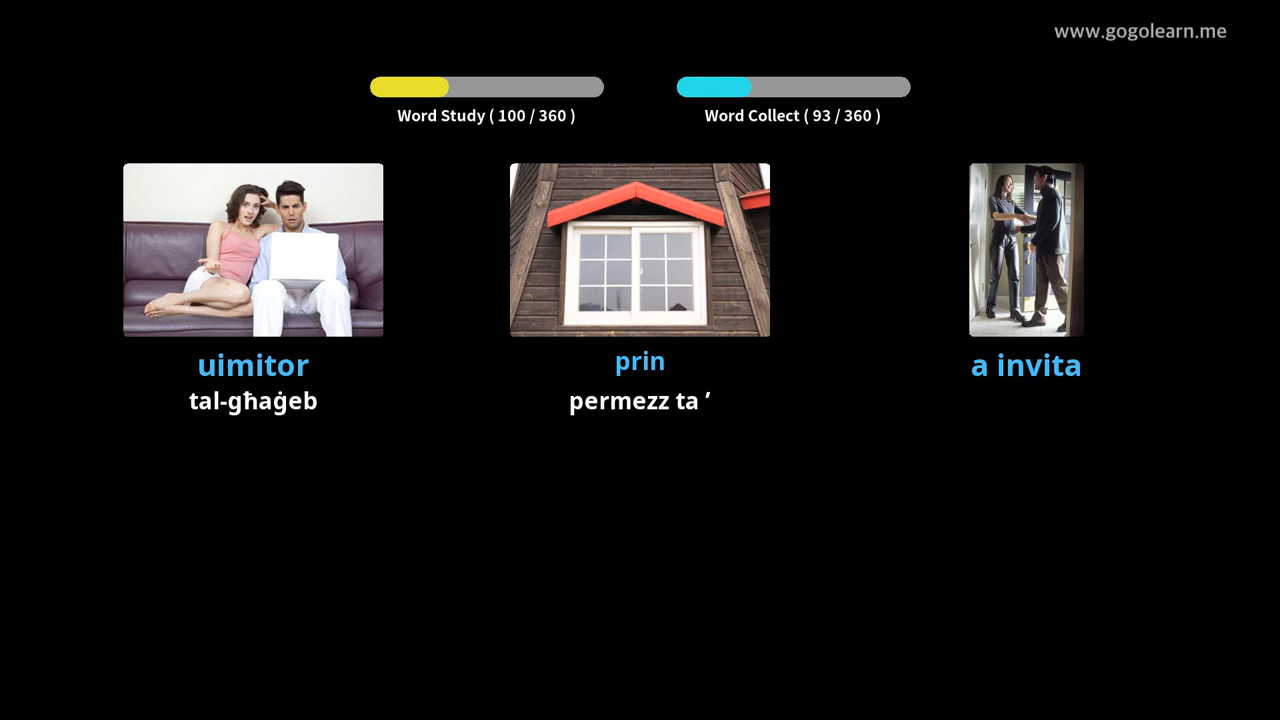 www.gogolearn.me
Word Study ( 100 / 360 )
Word Collect ( 93 / 360 )
uimitor
tal-għaġeb
prin
permezz ta ’
a invita